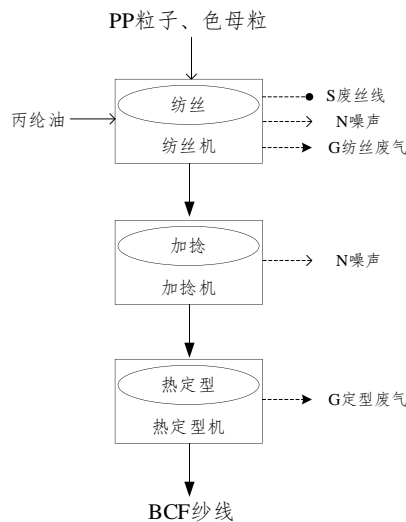 PP粒子、色母粒
纺丝
S废丝线
丙纶油
N噪声
纺丝机
G纺丝废气
加捻
N噪声
加捻机
热定型
G定型废气
热定型机
BCF纱线